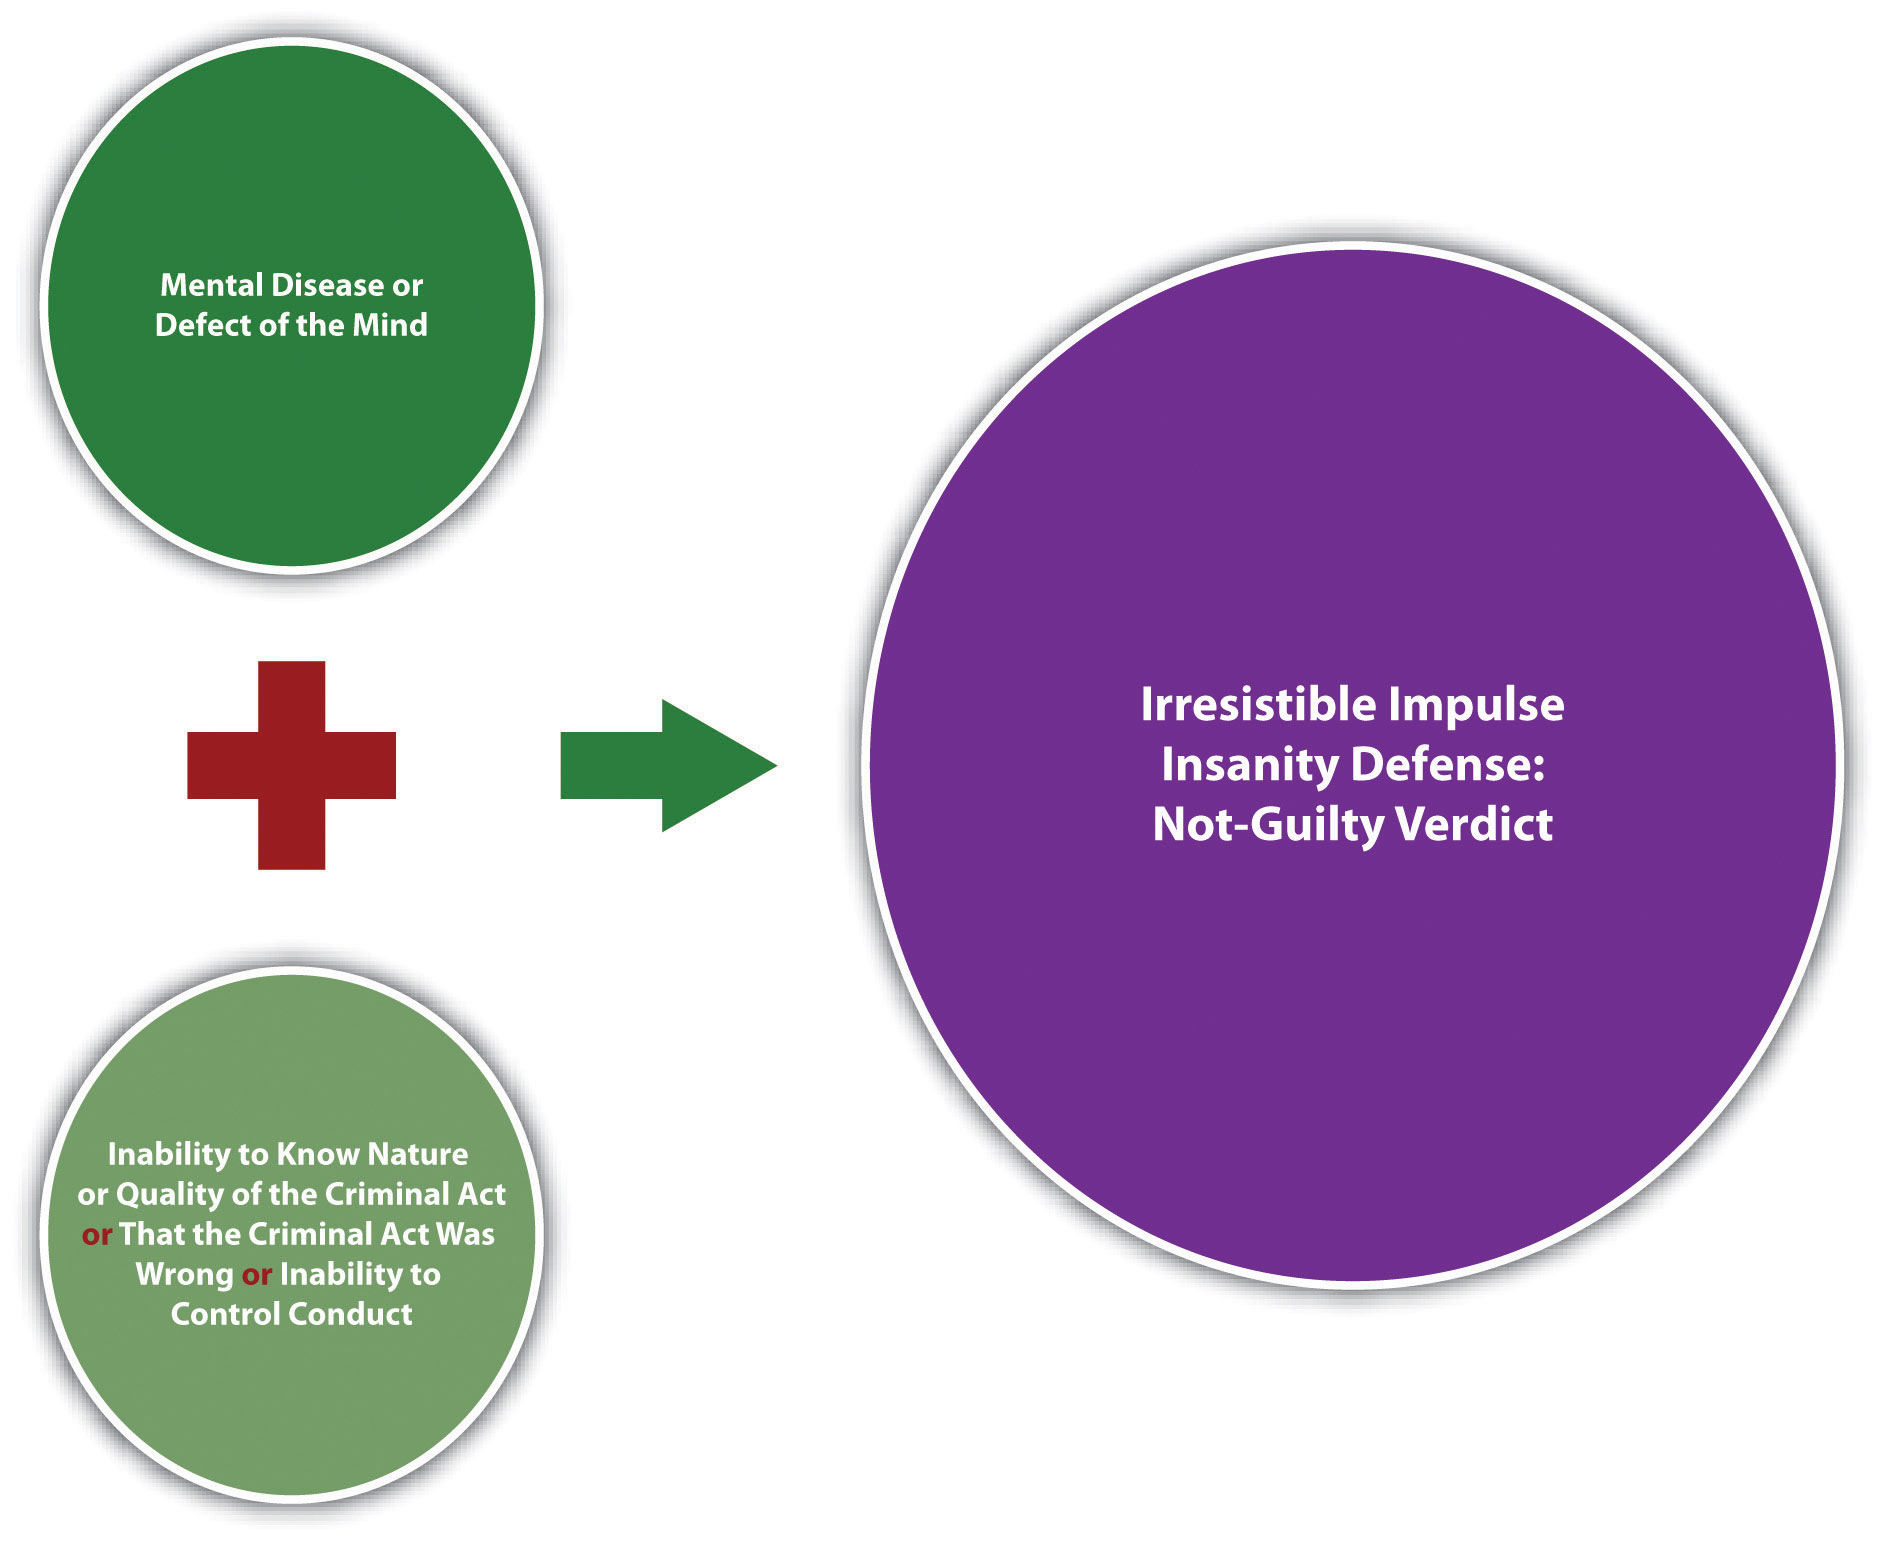 Mental Disease or
Defect of the Mind
Irresistible Impulse
Insanity Defense:
Not-Guilty Verdict
Inability to Know Nature
or Quality of the Criminal Act
or That the Criminal Act Was
Wrong or Inability to
Control Conduct